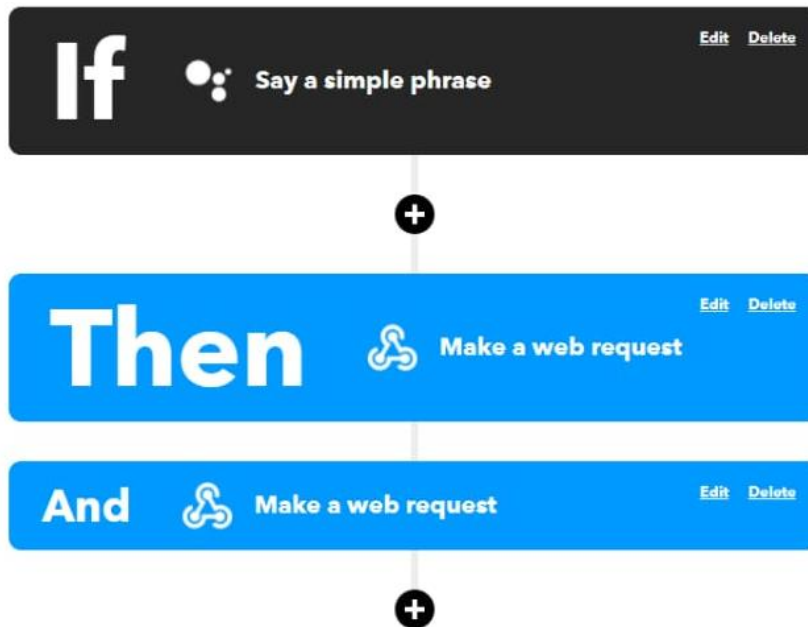 Edit Delete
If Say a simple phrase
Edit Delete
Then Make a web request
Edit Delete
And Make a web request